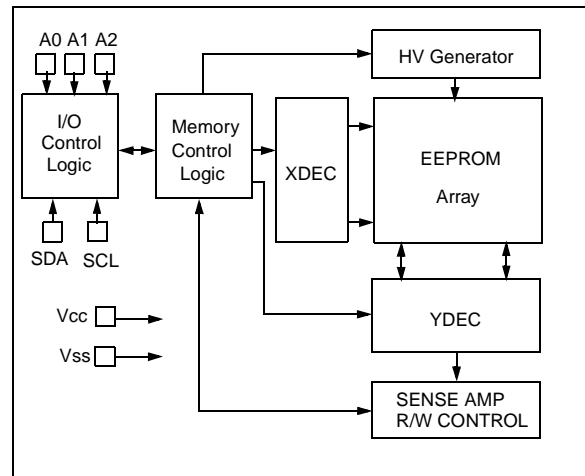 A0 A1 A2
HV Generator
I/O
Control
Logic
Memory
Control
Logic
XDEC
EEPROM
Array
SDA
SCL
Vcc
Vss
YDEC
SENSE AMP
R/W CONTROL